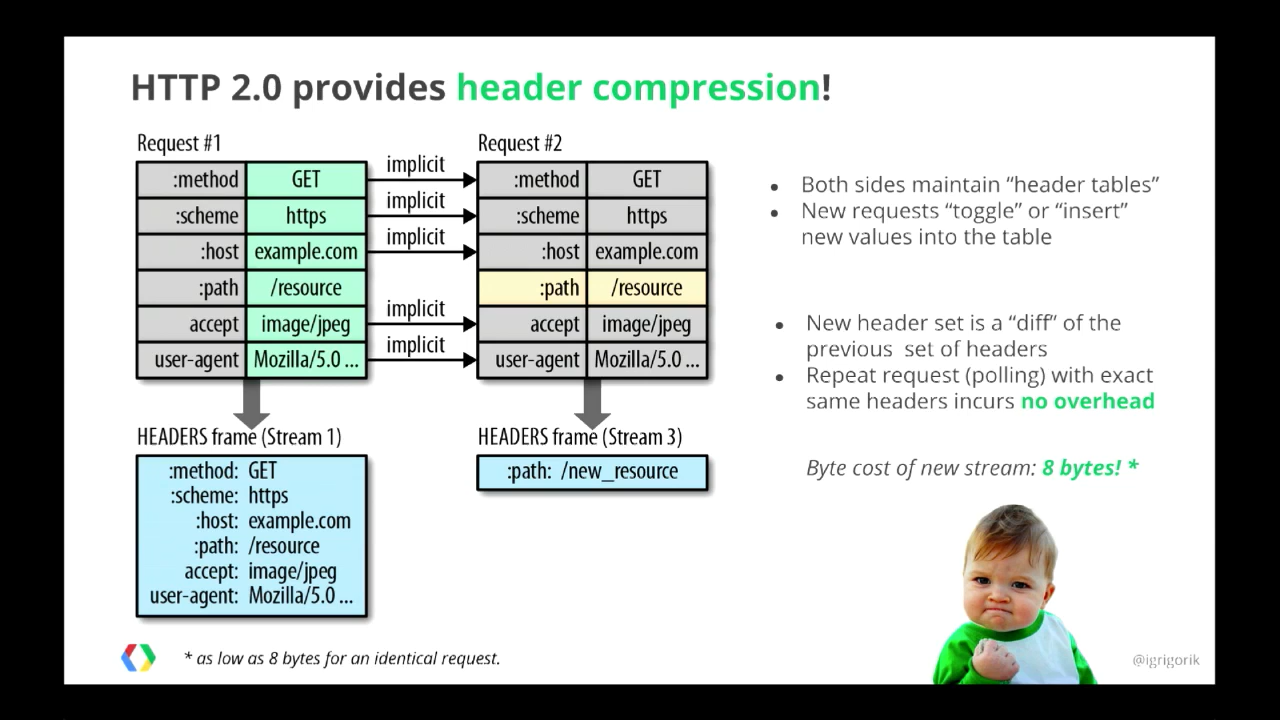 HTTP 2.0 provides header compression!
Request #1
:method GET
:scheme https
:host example.com
:path /resource
accept image/jpeg
user-agent Mozilla/5.0 ...
implicit
implicit
implicit
implicit
implicit
Request #2
:method GET
:scheme https
:host example.com
:path /resource
accept image/jpeg
user-agent Mozilla/5.0 ...
HEADERS frame (Stream 1)
:method: GET
:scheme: https
:host: example.com
:path: /resource
accept: image/jpeg
user-agent: Mozilla/5.0 ...
HEADERS frame (Stream 3)
:path: /new_resource
• Both sides maintain “header tables”
• New requests “toggle” or “insert”
new values into the table
• New header set is a “diff” of the
previous set of headers
• Repeat request (polling) with exact
same headers incurs no overhead
Byte cost of new stream: 8 bytes! *
* as low as 8 bytes for an identical request.
@igrigorik